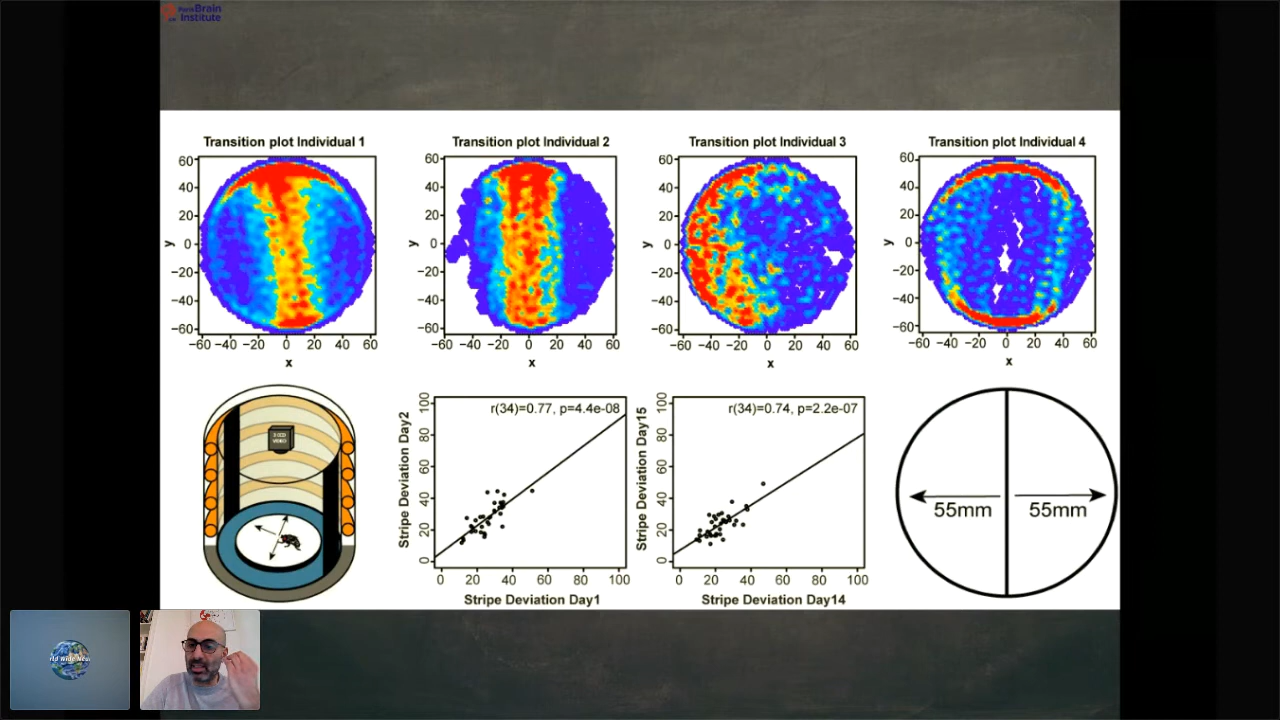 Paris Brain
Institute
Transition plot Individual 1
Transition plot Individual 2
Transition plot Individual 3
Transition plot Individual 4
60
40
20
0
−20
−40
−60
y
−60 −40 −20 0 20 40 60
x
60
40
20
0
−20
−40
−60
y
−60 −40 −20 0 20 40 60
x
60
40
20
0
−20
−40
−60
y
−60 −40 −20 0 20 40 60
x
60
40
20
0
−20
−40
−60
y
−60 −40 −20 0 20 40 60
x
VIDEO
r(34)=0.77, p=4.4e-08
Stripe Deviation Day2
100
80
60
40
20
0
0 20 40 60 80 100
Stripe Deviation Day1
r(34)=0.74, p=2.2e-07
Stripe Deviation Day15
100
80
60
40
20
0
0 20 40 60 80 100
Stripe Deviation Day14
55mm
55mm